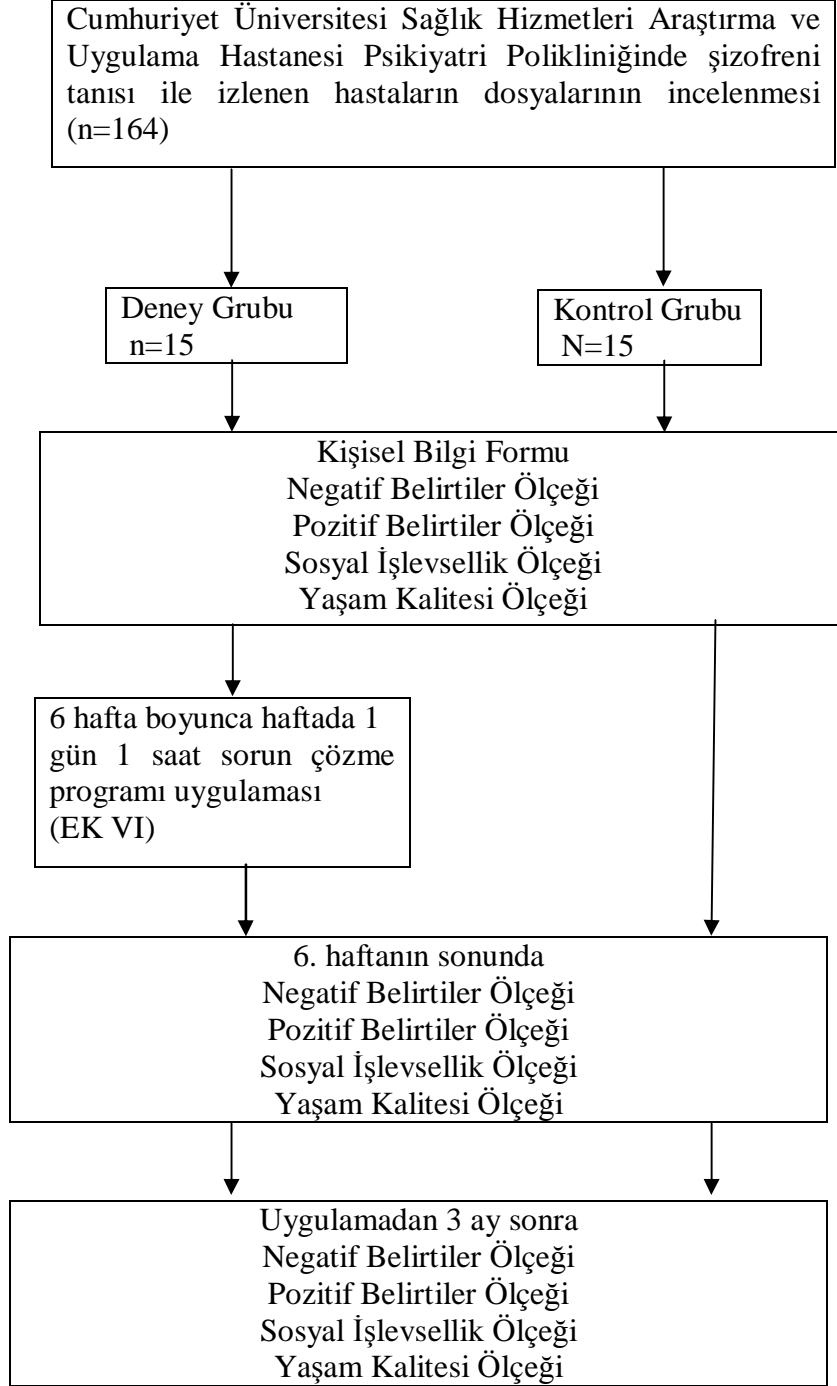 Cumhuriyet Üniversitesi Sağlık Hizmetleri Araştırma ve
Uygulama Hastanesi Psikiyatri Polikliniğinde şizofreni
tanısı ile izlenen hastaların dosyalarının incelenmesi
(n=164)
Deney Grubu
n=15
Kontrol Grubu
N=15
Kişisel Bilgi Formu
Negatif Belirtiler Ölçeği
Pozitif Belirtiler Ölçeği
Sosyal İşlevsellik Ölçeği
Yaşam Kalitesi Ölçeği
6 hafta boyunca haftada 1
gün 1 saat sorun çözme
programı uygulaması
(EK VI)
6. haftanın sonunda
Negatif Belirtiler Ölçeği
Pozitif Belirtiler Ölçeği
Sosyal İşlevsellik Ölçeği
Yaşam Kalitesi Ölçeği
Uygulamadan 3 ay sonra
Negatif Belirtiler Ölçeği
Pozitif Belirtiler Ölçeği
Sosyal İşlevsellik Ölçeği
Yaşam Kalitesi Ölçeği